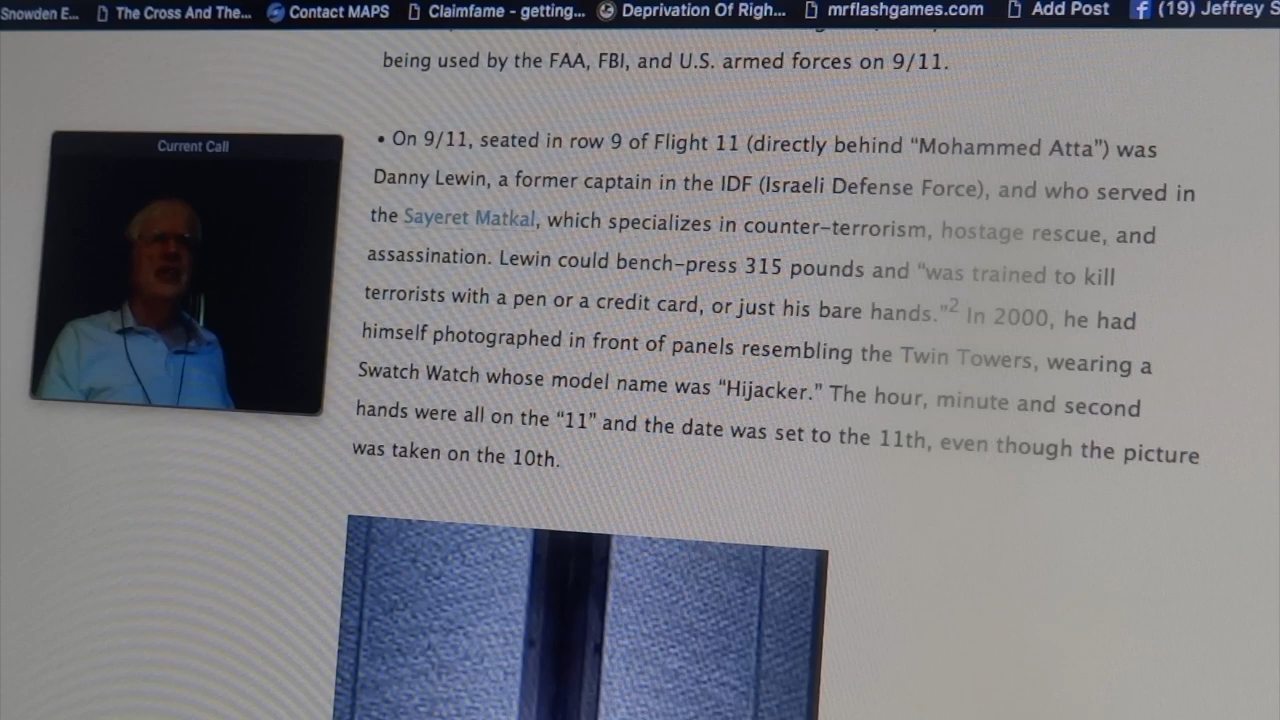 Snowden E... The Cross And The... Contact MAPS Claimfame - getting... Deprivation Of Righ... mrflashgames.com Add Post (19) Jeffrey S
being used by the FAA, FBI, and U.S. armed forces on 9/11.
Current Call
• On 9/11, seated in row 9 of Flight 11 (directly behind “Mohammed Atta”) was
Danny Lewin, a former captain in the IDF (Israeli Defense Force), and who served in
the Sayeret Matkal, which specializes in counter-terrorism, hostage rescue, and
assassination. Lewin could bench-press 315 pounds and “was trained to kill
terrorists with a pen or a credit card, or just his bare hands.”2 In 2000, he had
himself photographed in front of panels resembling the Twin Towers, wearing a
Swatch Watch whose model name was “Hijacker.” The hour, minute and second
hands were all on the “11” and the date was set to the 11th, even though the picture
was taken on the 10th.